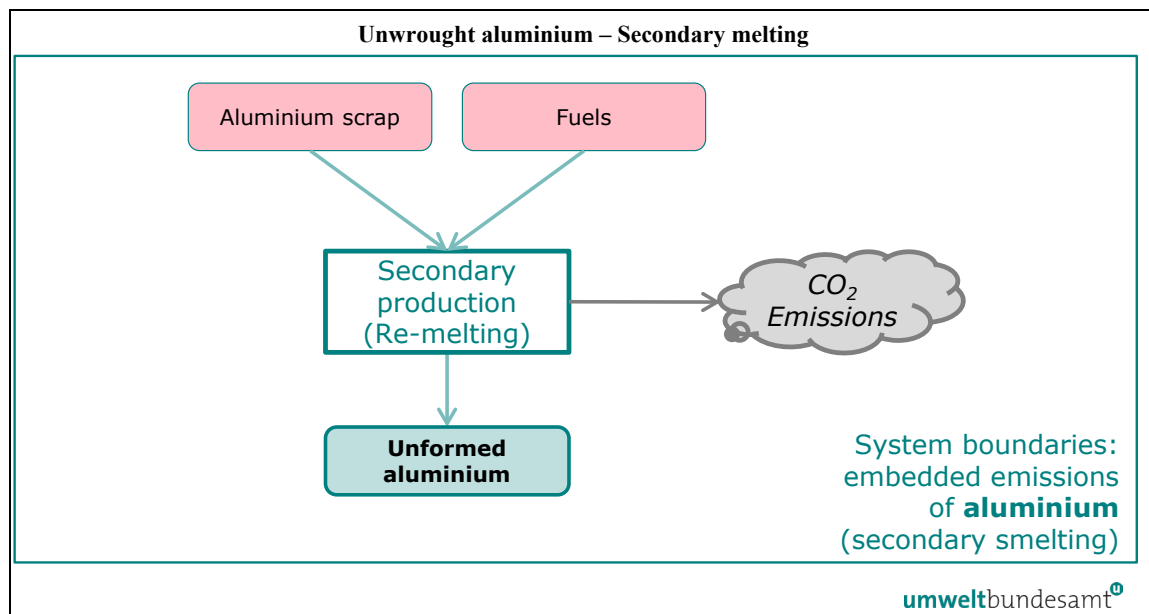 Unwrought aluminium – Secondary melting
Aluminium scrap
Fuels
Secondary
production
(Re-melting)
CO₂
Emissions
Unformed
aluminium
System boundaries:
embedded emissions
of aluminium
(secondary smelting)
umweltbundesamt
u